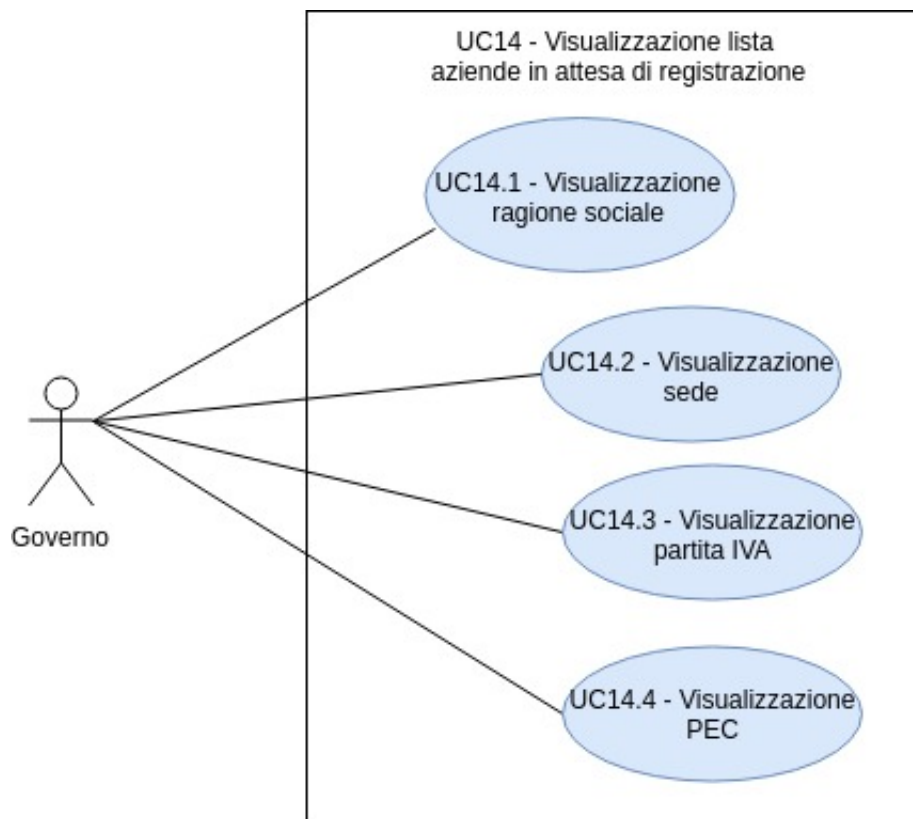 UC14 - Visualizzazione lista
aziende in attesa di registrazione
UC14.1 - Visualizzazione
ragione sociale
UC14.2 - Visualizzazione
sede
UC14.3 - Visualizzazione
partita IVA
UC14.4 - Visualizzazione
PEC
Governo